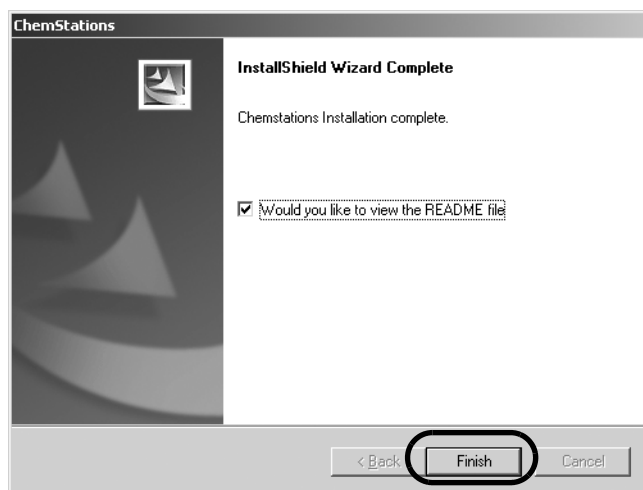 ChemStations
InstallShield Wizard Complete
Chemstations Installation complete.
Would you like to view the README file
< Back
Finish
Cancel